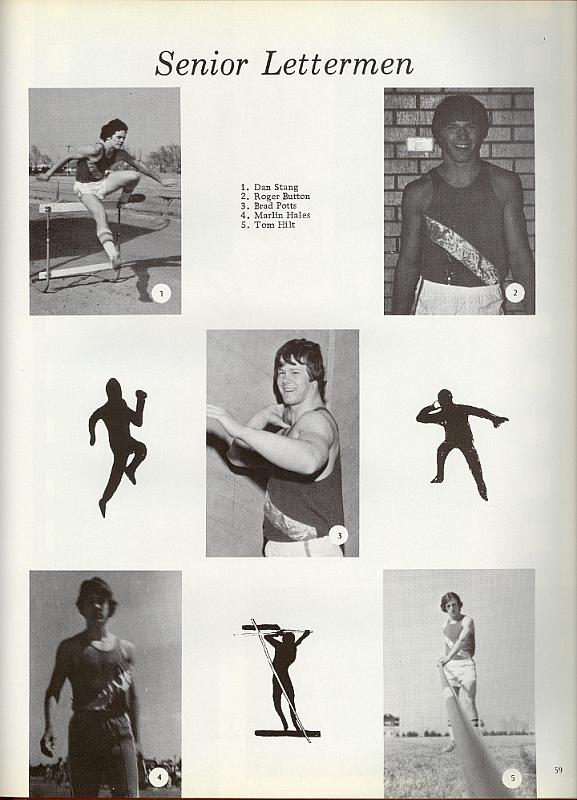 Senior Lettermen
1. Dan Stang
2. Roger Button
3. Brad Potts
4. Marlin Hales
5. Tom Hilt
1
2
3
4
5
59